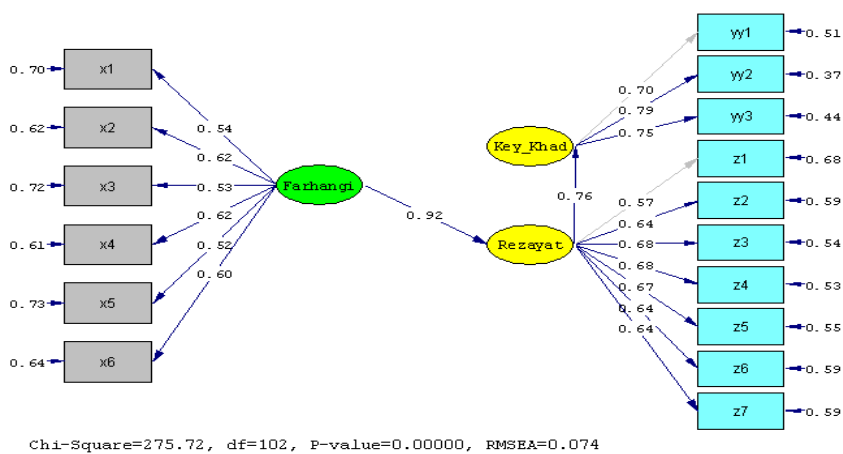 yy1
0.51
0.70
x1
yy2
0.37
0.70
0.79
yy3
0.44
0.62
x2
0.54
0.75
Key_Khad
0.62
z1
0.68
0.72
x3
0.53
Farhangi
0.76
0.57
z2
0.59
0.62
0.92
0.64
0.61
x4
Rezayat
0.68
z3
0.54
0.52
0.68
0.60
z4
0.53
0.67
0.73
x5
0.64
z5
0.55
0.64
0.64
x6
z6
0.59
z7
0.59
Chi-Square=275.72, df=102, P-value=0.00000, RMSEA=0.074